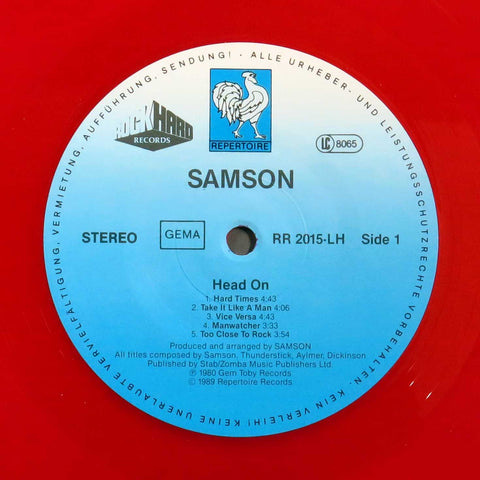 KEINE UNERLAUBTE VERVIELFÄLTIGUNG, VERMIETUNG, AUFFÜHRUNG, SENDUNG! · ALLE URHEBER- UND LEISTUNGSSCHUTZRECHTE VORBEHALTEN; KEIN VERLEIH!
ROCK HARD
RECORDS
REPERTOIRE
LC 8065
SAMSON
STEREO GEMA RR 2015-LH Side 1
Head On
1. Hard Times 4:43
2. Take It Like A Man 4:06
3. Vice Versa 4:43
4. Manwatcher 3:33
5. Too Close To Rock 3:54
Produced and arranged by SAMSON
All titles composed by Samson, Thunderstick, Aylmer, Dickinson
Published by Stab/Zomba Music Publishers Ltd.
℗ 1980 Gem Toby Records
© 1989 Repertoire Records